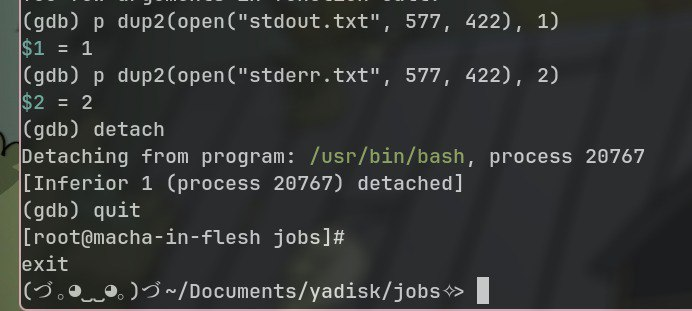 (gdb) p dup2(open("stdout.txt", 577, 422), 1)
$1 = 1
(gdb) p dup2(open("stderr.txt", 577, 422), 2)
$2 = 2
(gdb) detach
Detaching from program: /usr/bin/bash, process 20767
[Inferior 1 (process 20767) detached]
(gdb) quit
[root@macha-in-flesh jobs]#
exit
(づ｡◕‿‿◕｡)づ~/Documents/yadisk/jobs✧>